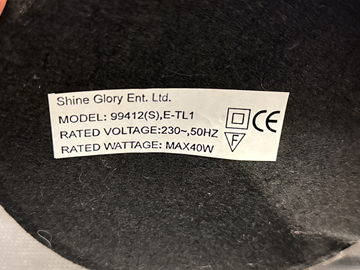 Shine Glory Ent. Ltd.
MODEL: 99412(S),E-TL1
RATED VOLTAGE:230~,50HZ
RATED WATTAGE: MAX40W
CE
F